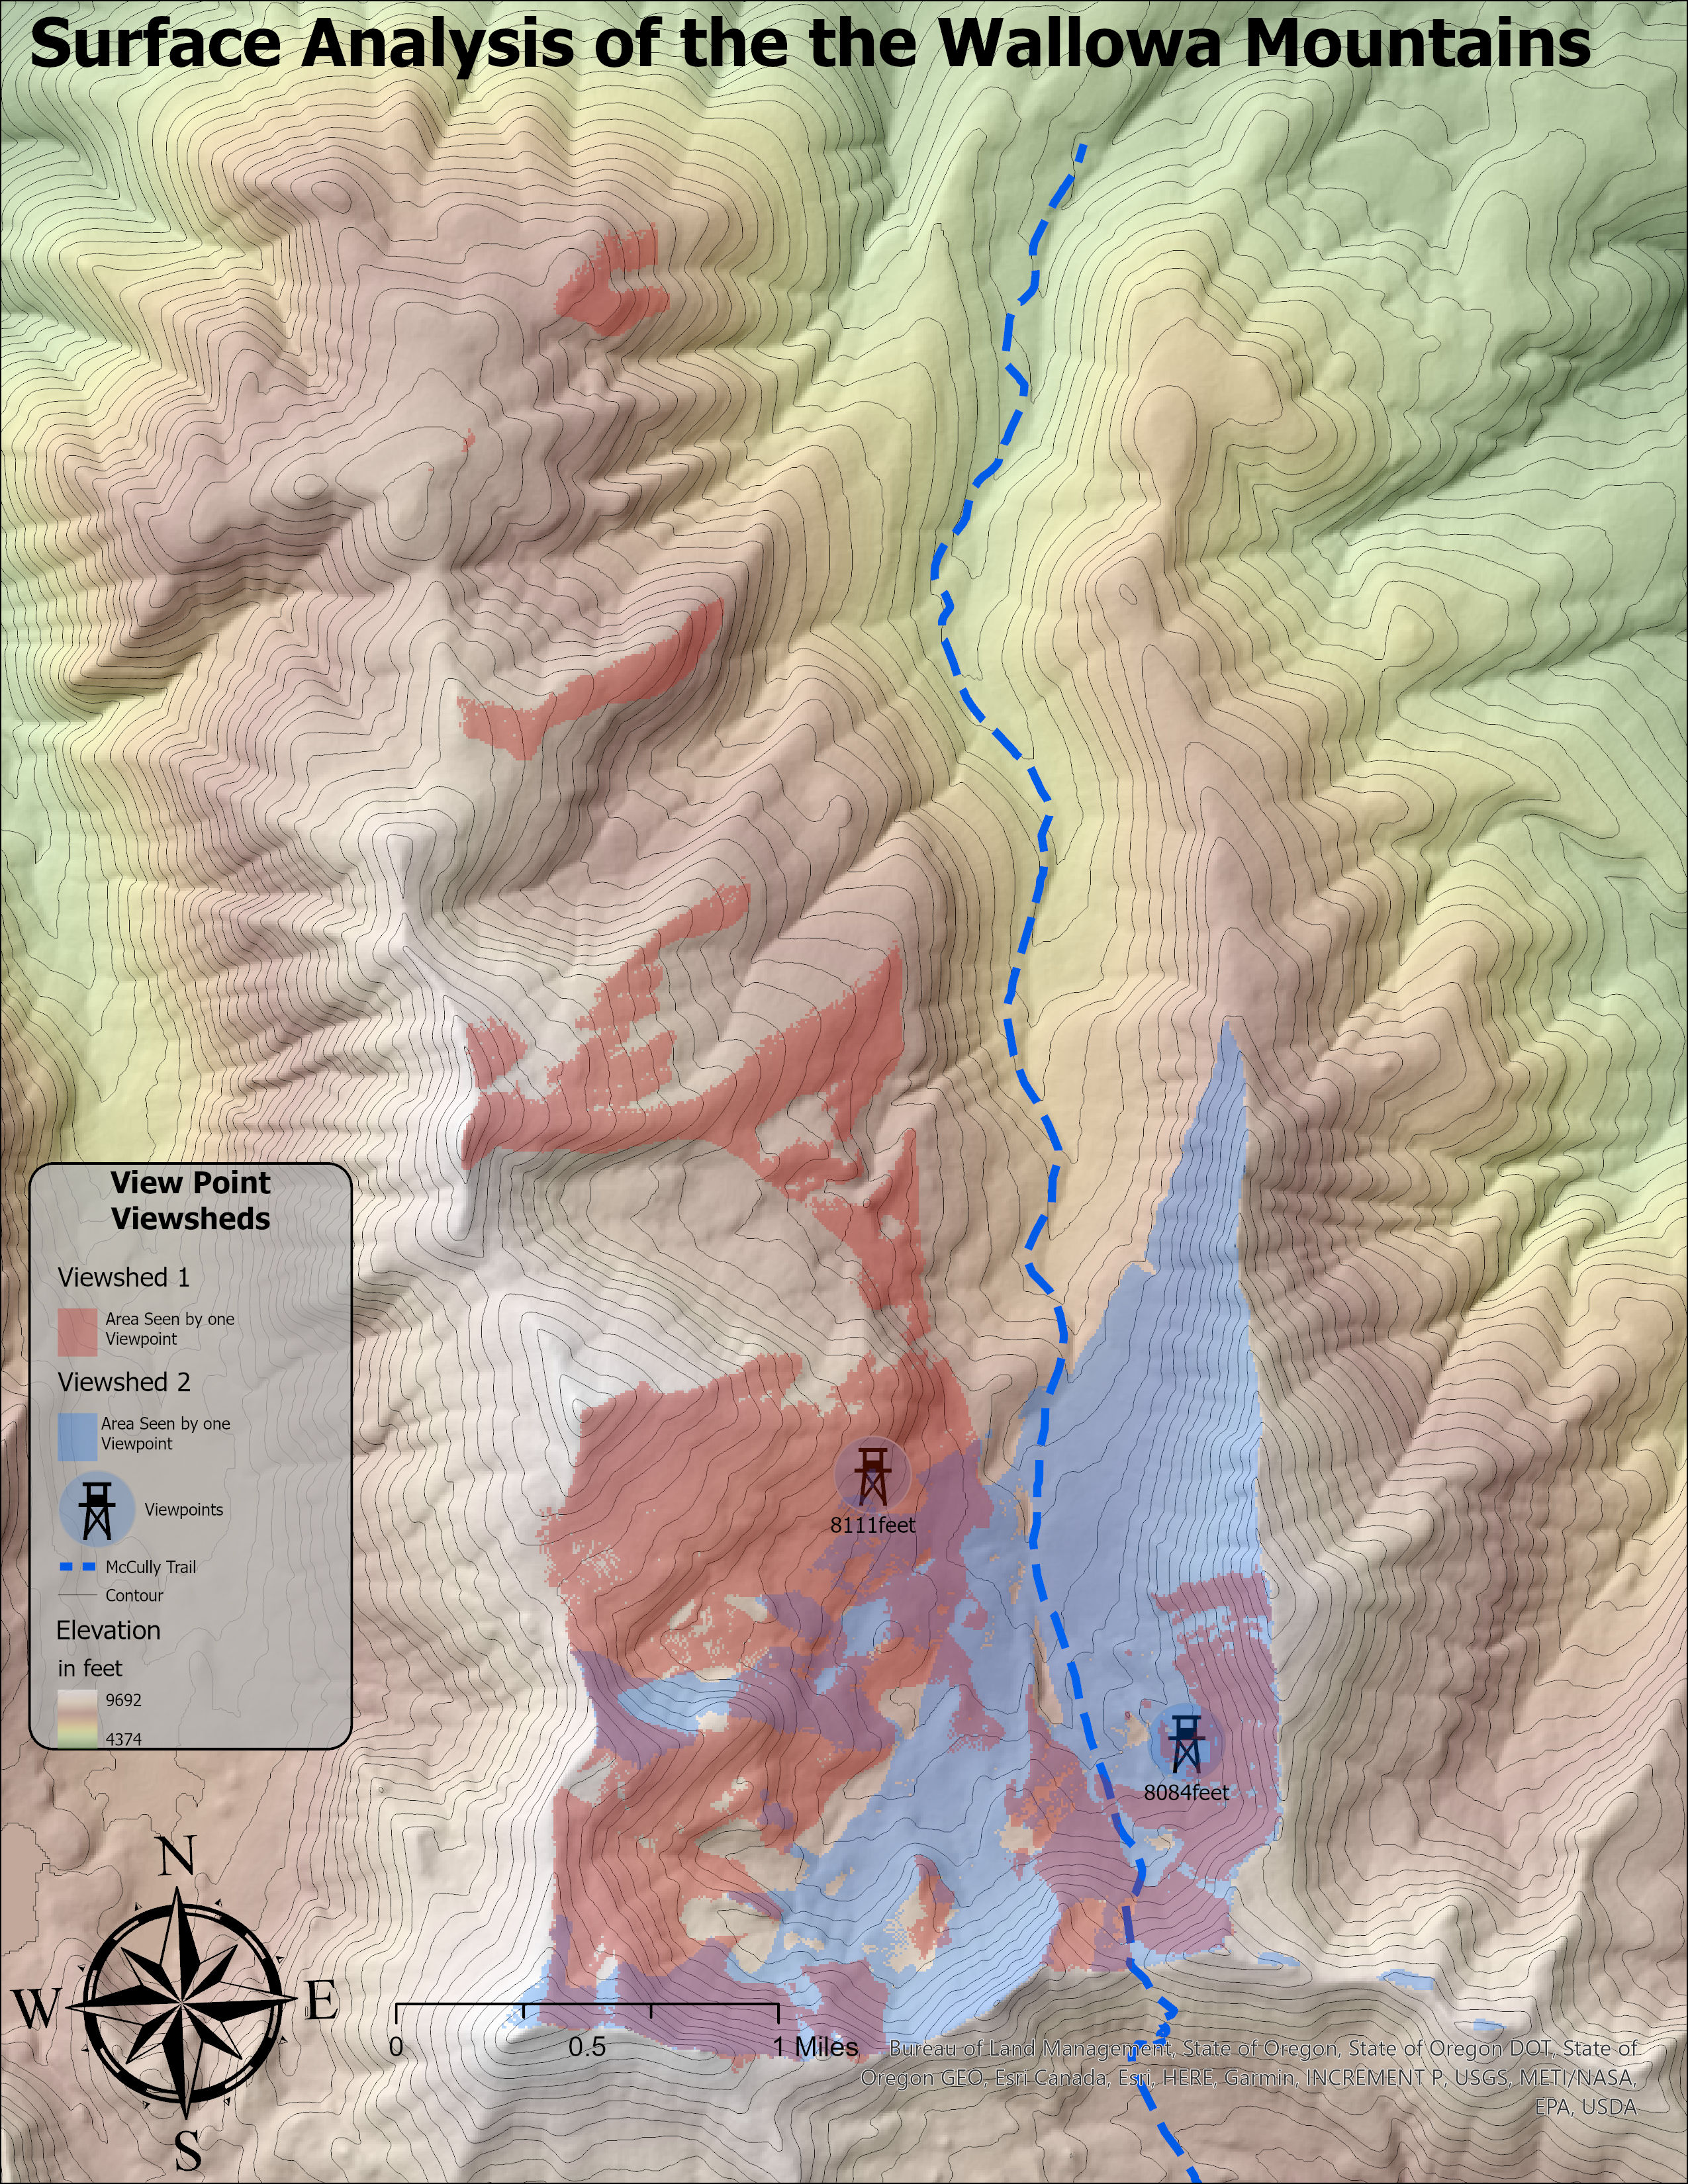 Surface Analysis of the the Wallowa Mountains
View Point
Viewsheds
Viewshed 1
Area Seen by one
Viewpoint
Viewshed 2
Area Seen by one
Viewpoint
Viewpoints
McCully Trail
Contour
Elevation
in feet
9692
4374
8111feet
8084feet
N
W
E
S
0
0.5
1 Miles
Bureau of Land Management, State of Oregon, State of Oregon DOT, State of
Oregon GEO, Esri Canada, Esri, HERE, Garmin, INCREMENT P, USGS, METI/NASA,
EPA, USDA